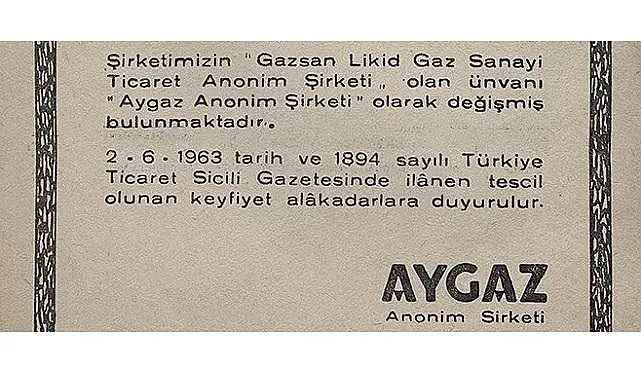 Şirketimizin "Gazsan Likid Gaz Sanayi
Ticaret Anonim Şirketi„ olan ünvanı
"Aygaz Anonim Şirketi" olarak değişmiş
bulunmaktadır.
2-6-1963 tarih ve 1894 sayılı Türkiye
Ticaret Sicili Gazetesinde ilânen tescil
olunan keyfiyet alâkadarlara duyurulur.
AYGAZ
Anonim Sirketi